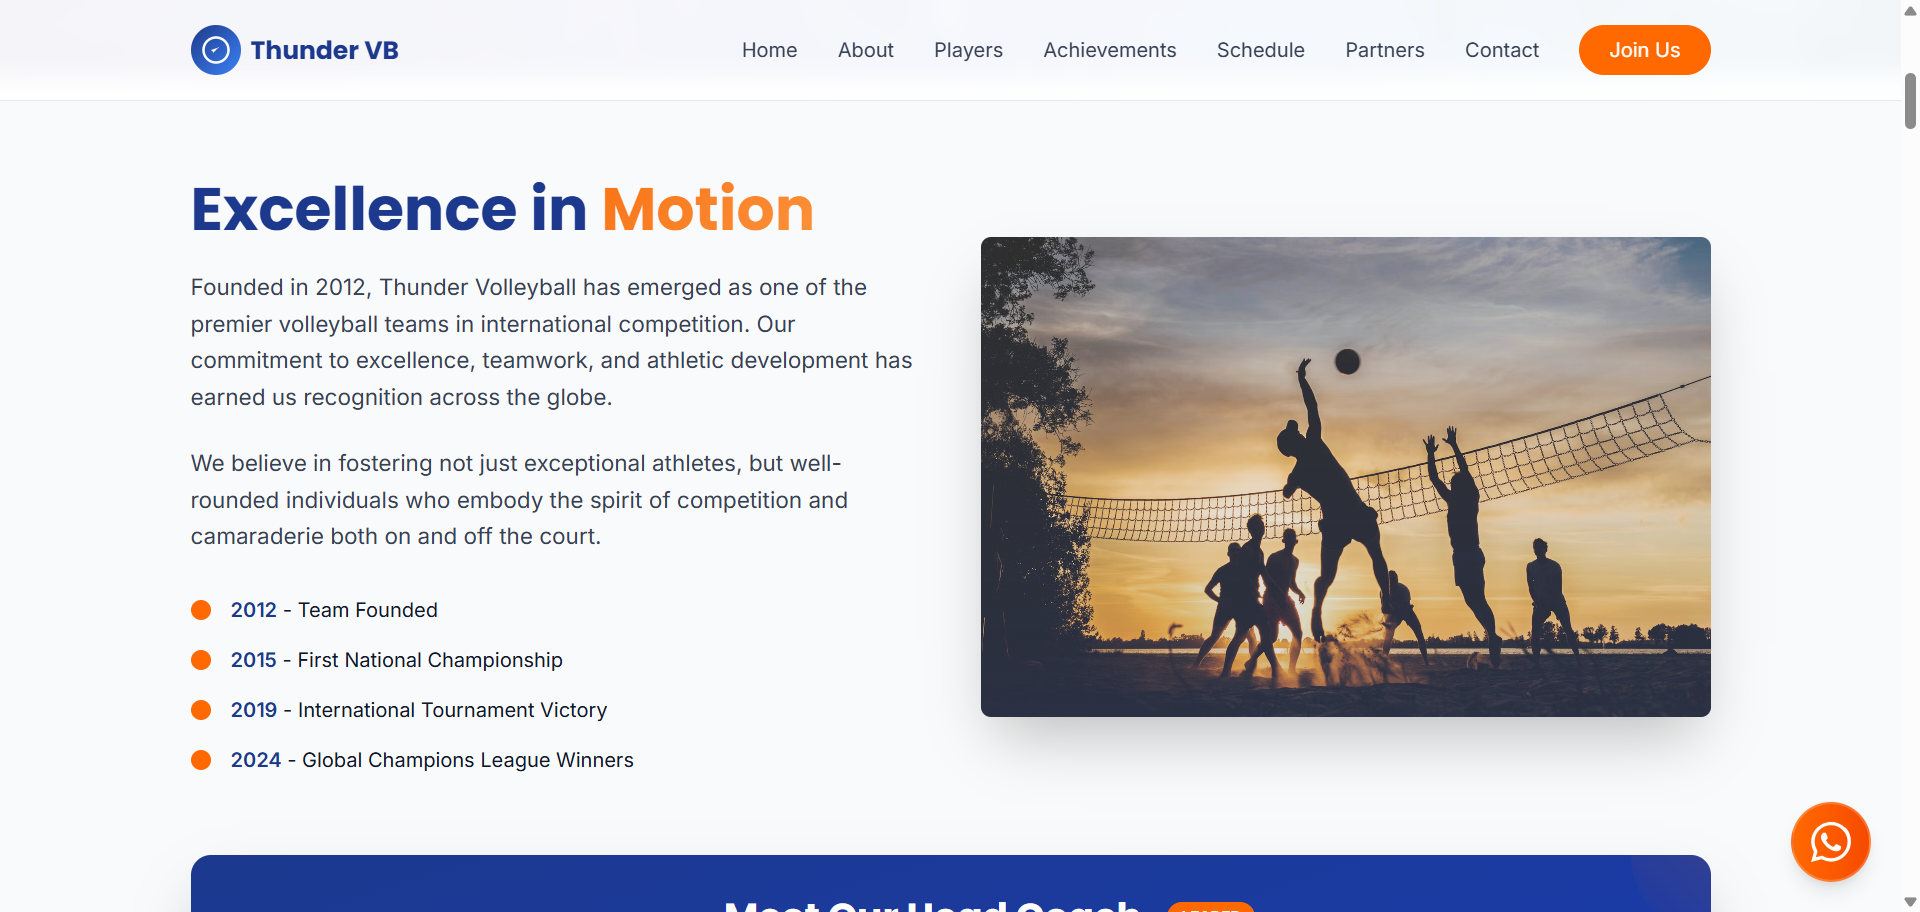 Thunder VB
Home
About
Players
Achievements
Schedule
Partners
Contact
Join Us
Excellence in Motion
Founded in 2012, Thunder Volleyball has emerged as one of the
premier volleyball teams in international competition. Our
commitment to excellence, teamwork, and athletic development has
earned us recognition across the globe.
We believe in fostering not just exceptional athletes, but well-
rounded individuals who embody the spirit of competition and
camaraderie both on and off the court.
2012 - Team Founded
2015 - First National Championship
2019 - International Tournament Victory
2024 - Global Champions League Winners
Meet Our Head Coach